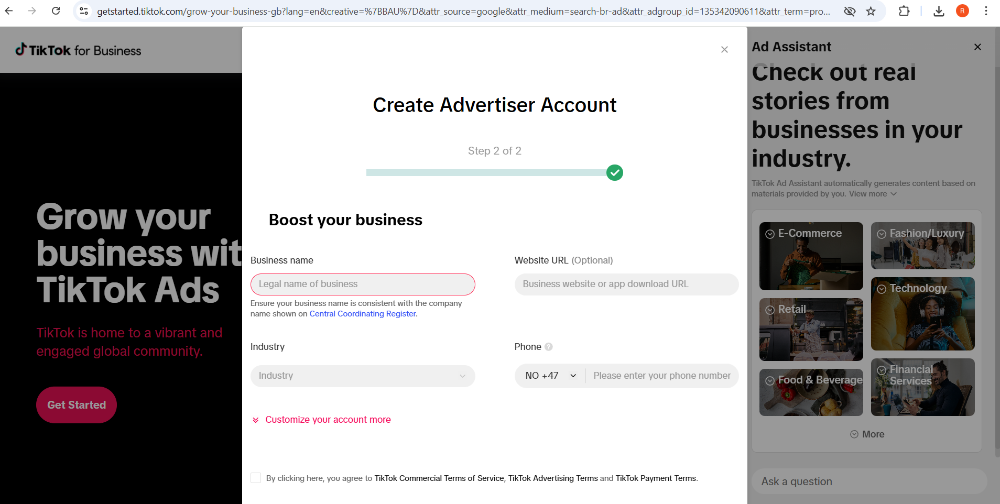 getstarted.tiktok.com/grow-your-business-gb?lang=en&creative=%7BBAU%7D&attr_source=google&attr_medium=search-br-ad&attr_adgroup_id=135342090611&attr_term=pro...
R
TikTok for Business
Grow your
business wit
TikTok Ads
TikTok is home to a vibrant and
engaged global community.
Get Started
Create Advertiser Account
Step 2 of 2
Boost your business
Business name
Legal name of business
Ensure your business name is consistent with the company
name shown on Central Coordinating Register.
Website URL (Optional)
Business website or app download URL
Industry
Industry
Phone ?
NO +47
Please enter your phone number
Customize your account more
By clicking here, you agree to TikTok Commercial Terms of Service, TikTok Advertising Terms and TikTok Payment Terms.
Ad Assistant
Check out real
stories from
businesses in your
industry.
TikTok Ad Assistant automatically generates content based on
materials provided by you. View more
E-Commerce
Fashion/Luxury
Technology
Retail
Food & Beverage
Financial
Services
More
Ask a question